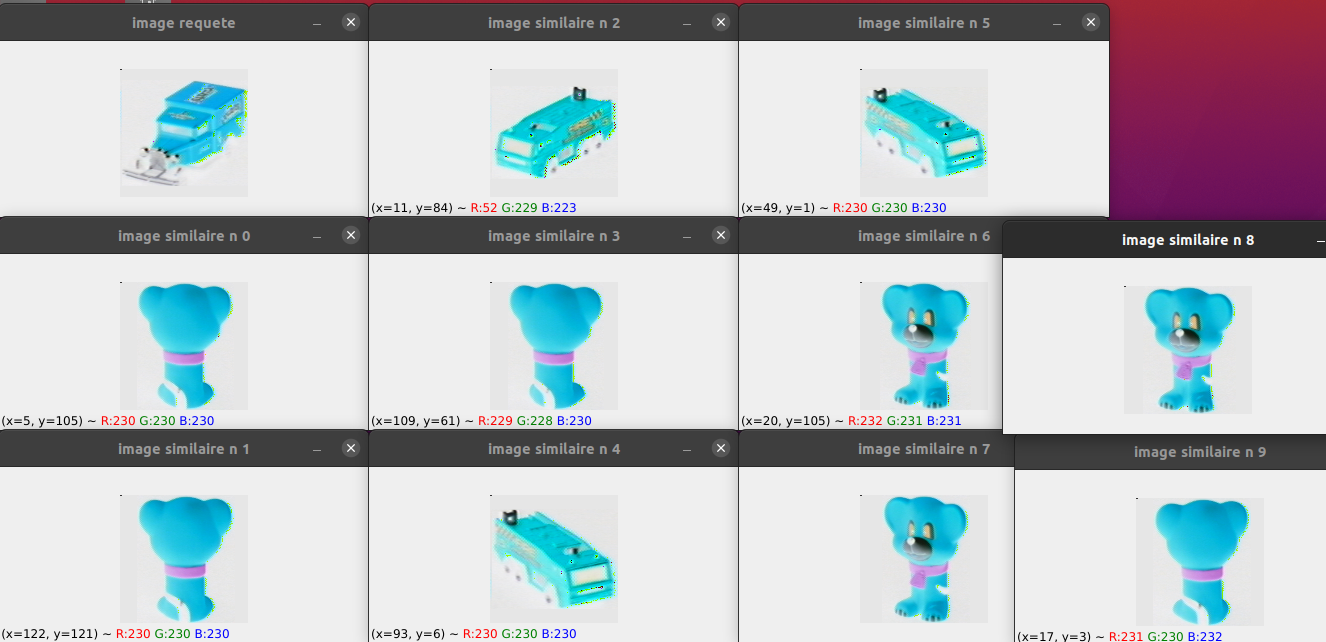 image requete
image similaire n 2
image similaire n 5
(x=11, y=84) ~ R:52 G:229 B:223
(x=49, y=1) ~ R:230 G:230 B:230
image similaire n 0
image similaire n 3
image similaire n 6
image similaire n 8
(x=5, y=105) ~ R:230 G:230 B:230
(x=109, y=61) ~ R:229 G:228 B:230
(x=20, y=105) ~ R:232 G:231 B:231
image similaire n 1
image similaire n 4
image similaire n 7
image similaire n 9
(x=122, y=121) ~ R:230 G:230 B:230
(x=93, y=6) ~ R:230 G:230 B:230
(x=17, y=3) ~ R:231 G:230 B:232